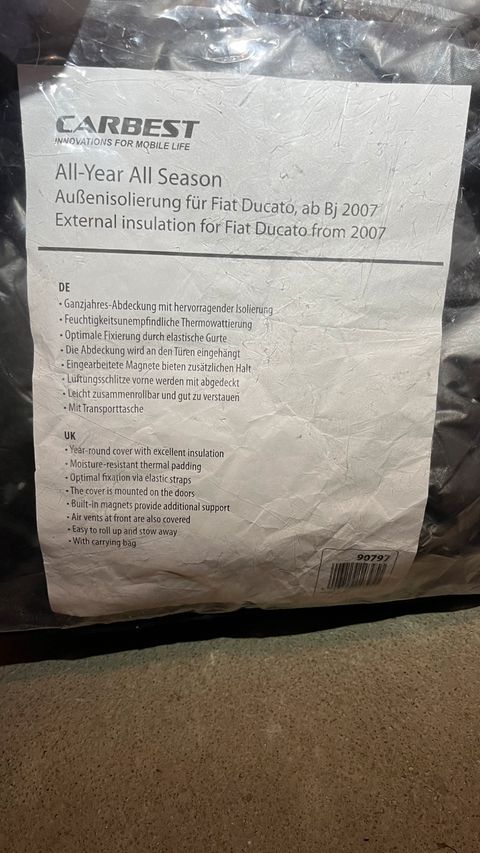 CARBEST
INNOVATIONS FOR MOBILE LIFE
All-Year All Season
Außenisolierung für Fiat Ducato, ab Bj 2007
External insulation for Fiat Ducato from 2007
DE
• Ganzjahres-Abdeckung mit hervorragender Isolierung
• Feuchtigkeitsunempfindliche Thermowattierung
• Optimale Fixierung durch elastische Gurte
• Die Abdeckung wird an den Türen eingehängt
• Eingearbeitete Magnete bieten zusätzlichen Halt
• Lüftungsschlitze vorne werden mit abgedeckt
• Leicht zusammenrollbar und gut zu verstauen
• Mit Transporttasche
UK
• Year-round cover with excellent insulation
• Moisture-resistant thermal padding
• Optimal fixation via elastic straps
• The cover is mounted on the doors
• Built-in magnets provide additional support
• Air vents at front are also covered
• Easy to roll up and stow away
• With carrying bag
90797